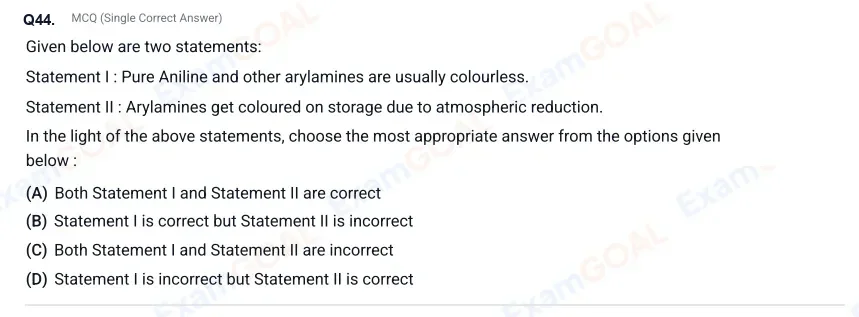 Q44. MCQ (Single Correct Answer)
Given below are two statements:
Statement I : Pure Aniline and other arylamines are usually colourless.
Statement II : Arylamines get coloured on storage due to atmospheric reduction.
In the light of the above statements, choose the most appropriate answer from the options given
below :
(A) Both Statement I and Statement II are correct
(B) Statement I is correct but Statement II is incorrect
(C) Both Statement I and Statement II are incorrect
(D) Statement I is incorrect but Statement II is correct
ExamGOAL